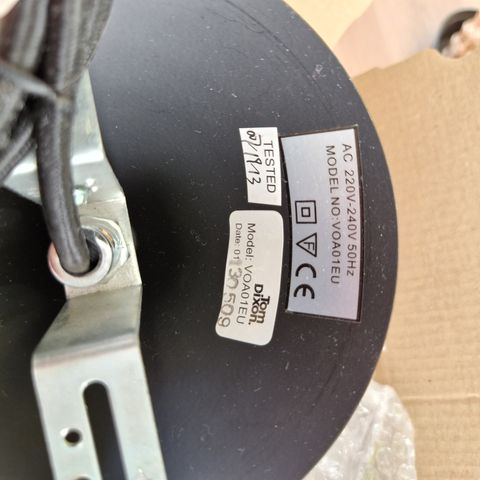 AC 220V-240V 50Hz
MODEL NO:VOA01EU
F CE
TESTED
Tom
Dixon.
Model: VOA01EU
Date: 01
130509